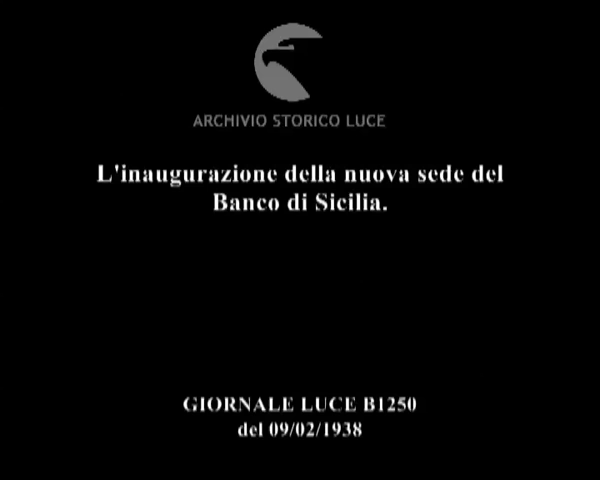 ARCHIVIO STORICO LUCE
L'inaugurazione della nuova sede del
Banco di Sicilia.
GIORNALE LUCE B1250
del 09/02/1938